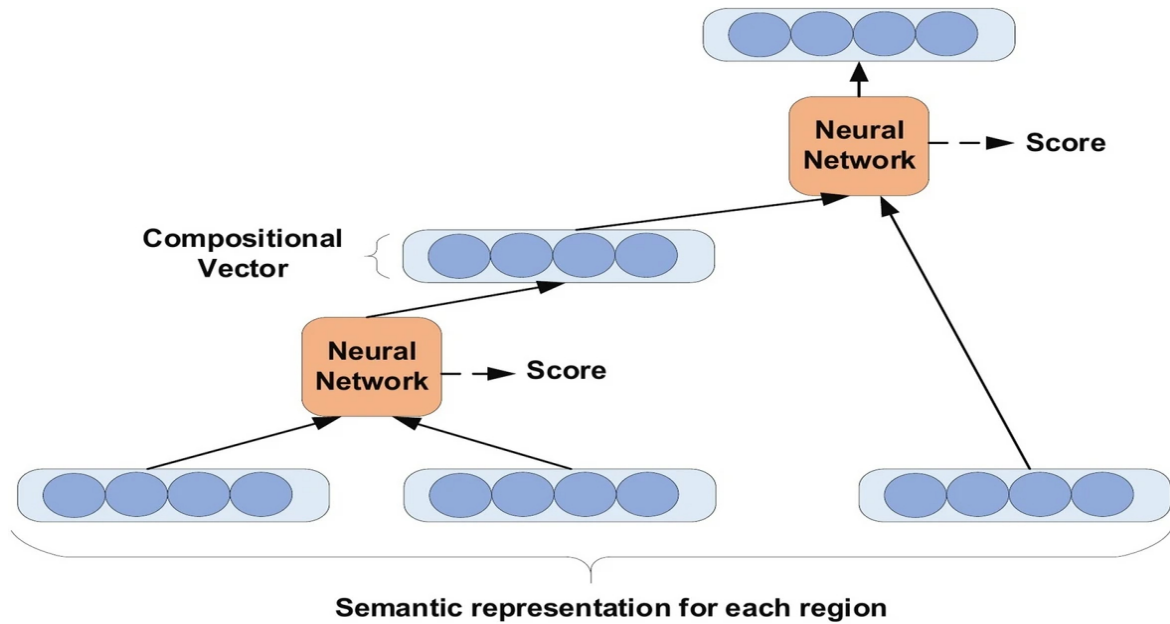 Neural
Network
Score
Compositional
Vector
Neural
Network
Score
Semantic representation for each region